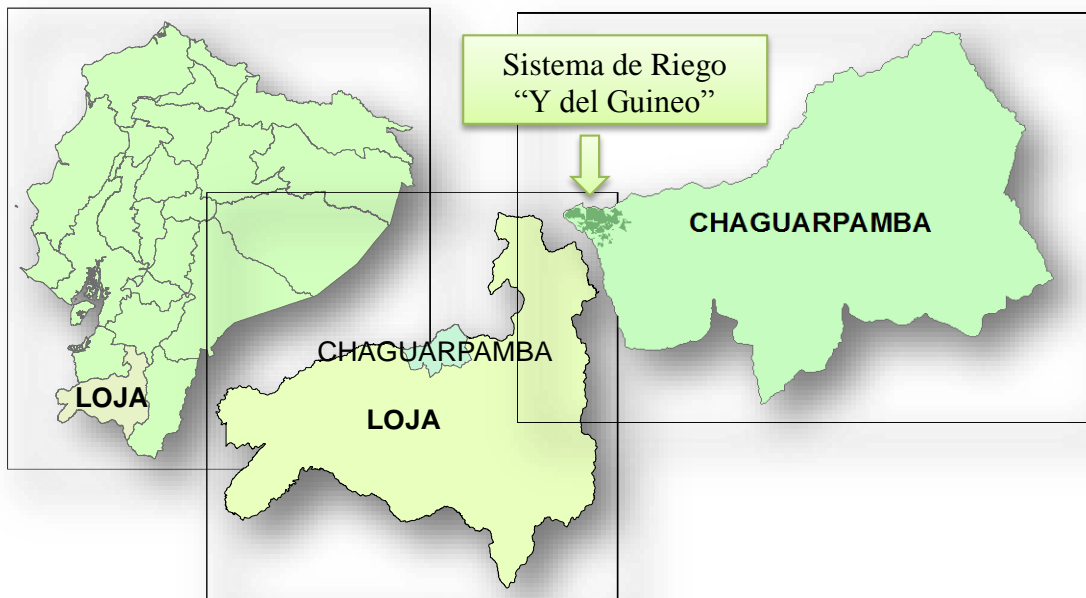 Sistema de Riego
“Y del Guineo”
CHAGUARPAMBA
CHAGUARPAMBA
LOJA
LOJA